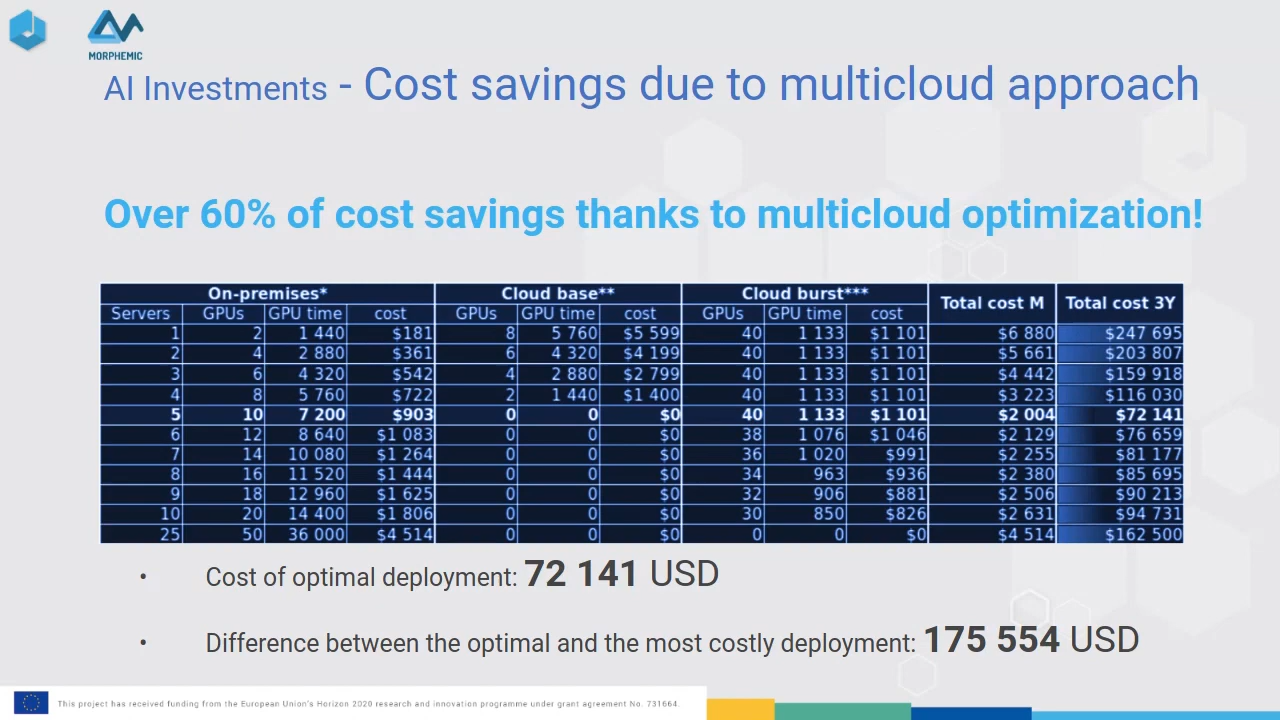 MORPHEMIC
AI Investments - Cost savings due to multicloud approach
Over 60% of cost savings thanks to multicloud optimization!
On-premises* Cloud base** Cloud burst*** Total cost M Total cost 3Y
Servers GPUs GPU time cost GPUs GPU time cost GPUs GPU time cost
1 2 1 440 $181 8 5 760 $5 599 40 1 133 $1 101 $6 880 $247 695
2 4 2 880 $361 6 4 320 $4 199 40 1 133 $1 101 $5 661 $203 807
3 6 4 320 $542 4 2 880 $2 799 40 1 133 $1 101 $4 442 $159 918
4 8 5 760 $722 2 1 440 $1 400 40 1 133 $1 101 $3 223 $116 030
5 10 7 200 $903 0 0 $0 40 1 133 $1 101 $2 004 $72 141
6 12 8 640 $1 083 0 0 $0 38 1 076 $1 046 $2 129 $76 659
7 14 10 080 $1 264 0 0 $0 36 1 020 $991 $2 255 $81 177
8 16 11 520 $1 444 0 0 $0 34 963 $936 $2 380 $85 695
9 18 12 960 $1 625 0 0 $0 32 906 $881 $2 506 $90 213
10 20 14 400 $1 806 0 0 $0 30 850 $826 $2 631 $94 731
25 50 36 000 $4 514 0 0 $0 0 0 $0 $4 514 $162 500
• Cost of optimal deployment: 72 141 USD
• Difference between the optimal and the most costly deployment: 175 554 USD
This project has received funding from the European Union's Horizon 2020 research and innovation programme under grant agreement No. 731664.